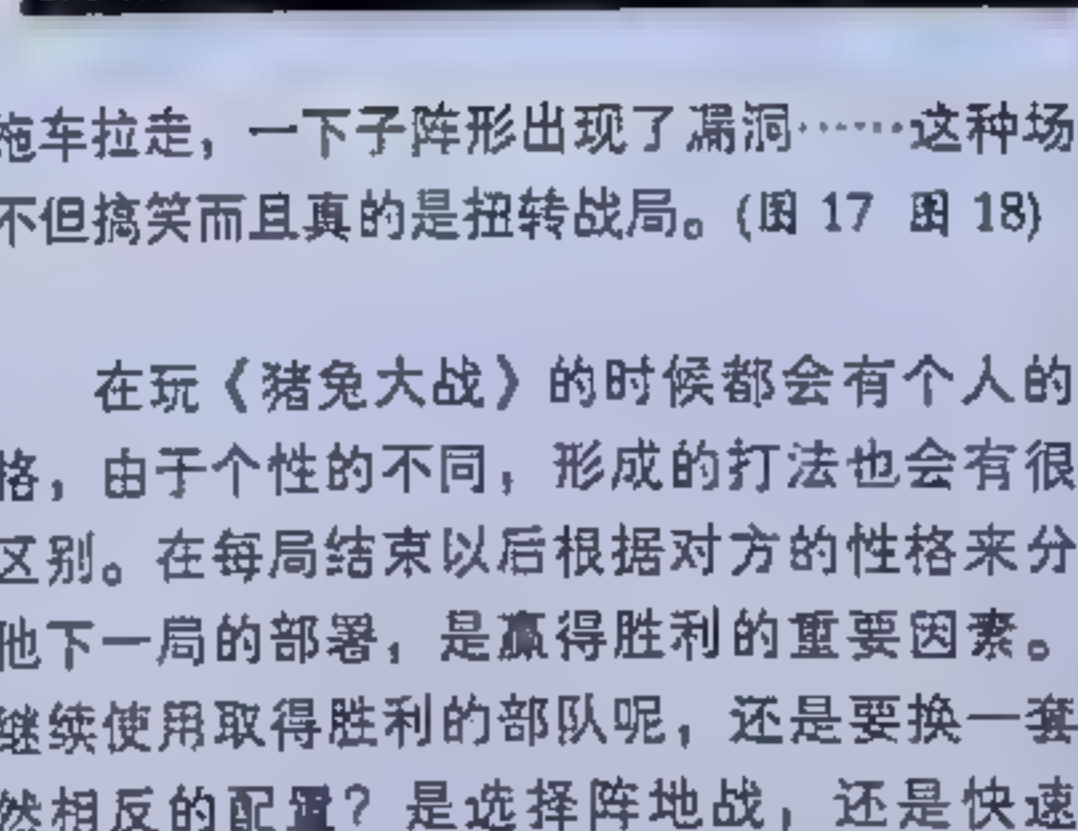 拖车拉走，一下子阵形出现了漏洞……这种场
不但搞笑而且真的是扭转战局。(图 17 图 18)
在玩《猪兔大战》的时候都会有个人的
格，由于个性的不同，形成的打法也会有很
区别。在每局结束以后根据对方的性格来分
他下一局的部署，是赢得胜利的重要因素。
继续使用取得胜利的部队呢，还是要换一套
然相反的配置？是选择阵地战，还是快速